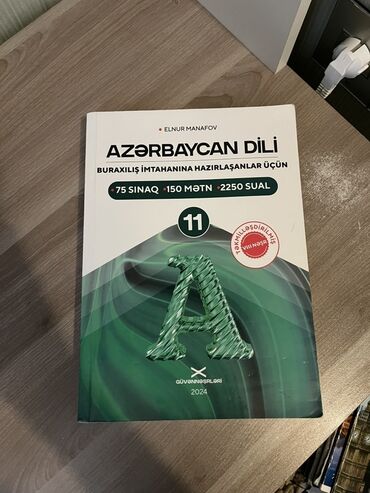 • ELNUR MANAFOV
AZƏRBAYCAN DİLİ
BURAXILIŞ İMTAHANINA HAZIRLAŞANLAR ÜÇÜN
• 75 SINAQ • 150 MƏTN • 2250 SUAL
11
TƏKMİLLƏŞDİRİLMİŞ
VIII NƏŞR
A
GÜVƏN NƏŞRLƏRİ
2024